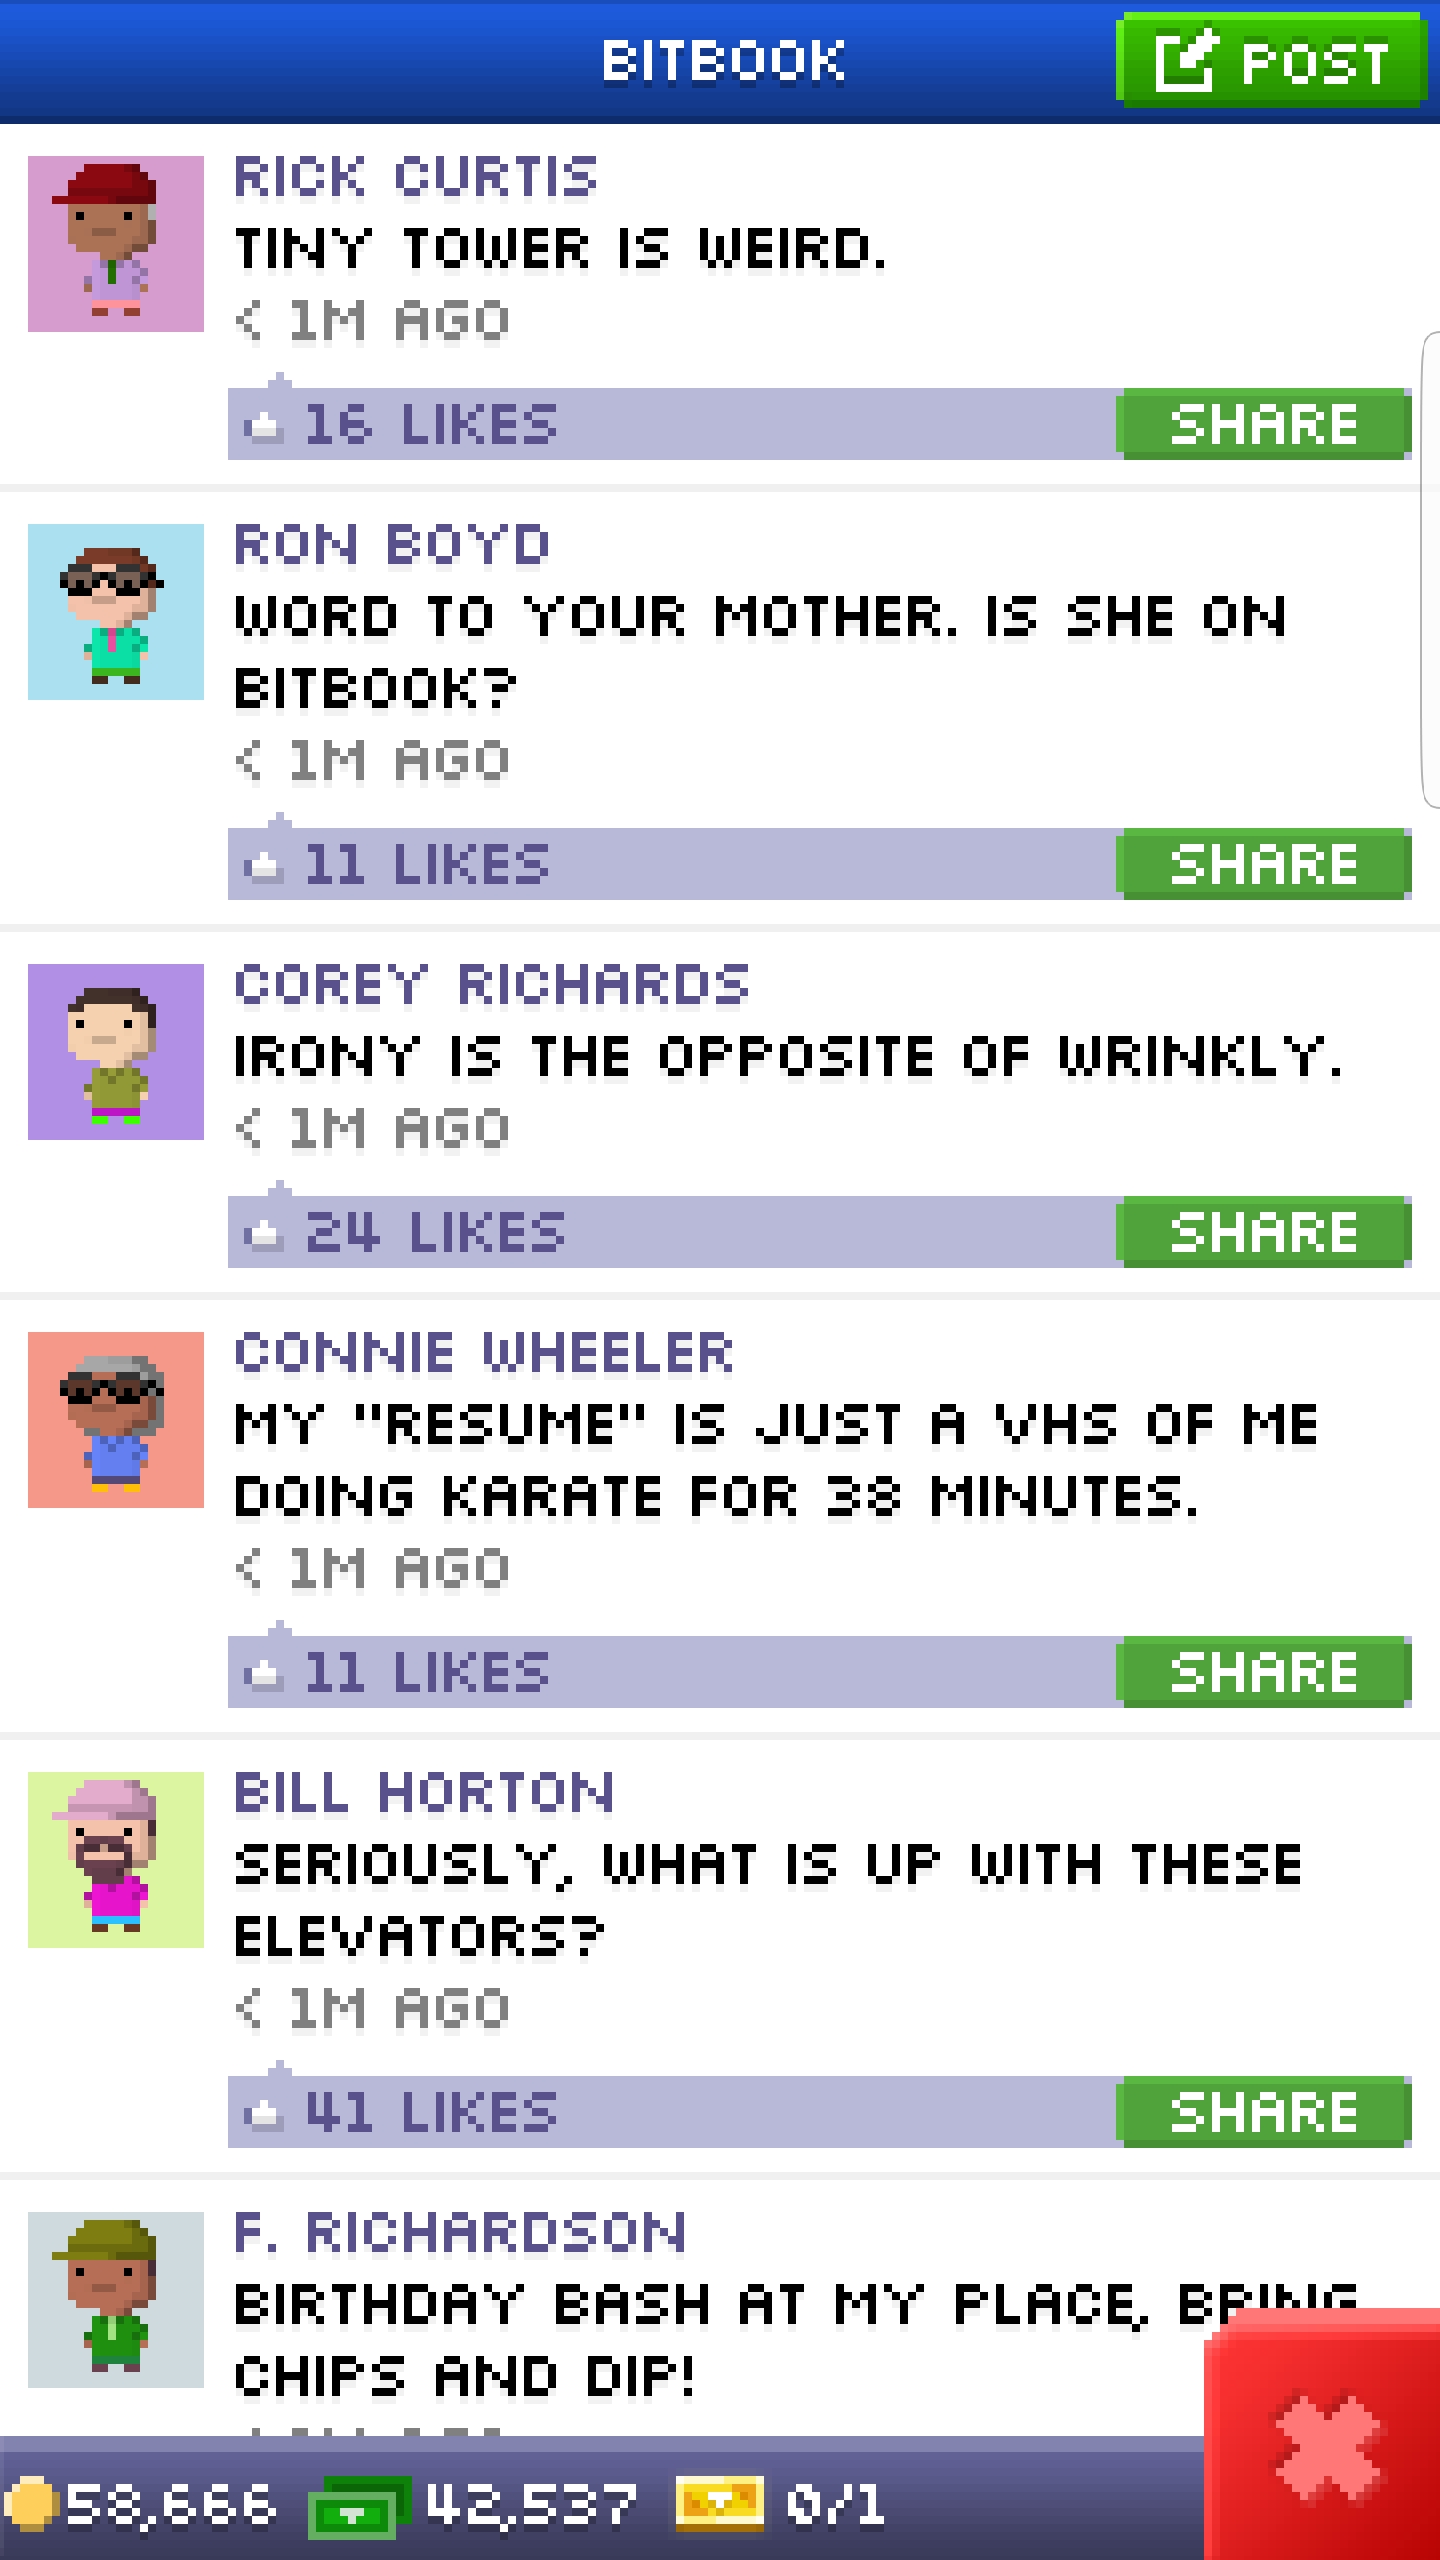 BITBOOK
POST
RICK CURTIS
TINY TOWER IS WEIRD.
< 1M AGO
16 LIKES
SHARE
RON BOYD
WORD TO YOUR MOTHER. IS SHE ON
BITBOOK?
< 1M AGO
11 LIKES
SHARE
COREY RICHARDS
IRONY IS THE OPPOSITE OF WRINKLY.
< 1M AGO
24 LIKES
SHARE
CONNIE WHEELER
MY "RESUME" IS JUST A VHS OF ME
DOING KARATE FOR 38 MINUTES.
< 1M AGO
11 LIKES
SHARE
BILL HORTON
SERIOUSLY, WHAT IS UP WITH THESE
ELEVATORS?
< 1M AGO
41 LIKES
SHARE
F. RICHARDSON
BIRTHDAY BASH AT MY PLACE, BRING
CHIPS AND DIP!
58,666
42,537
0/1